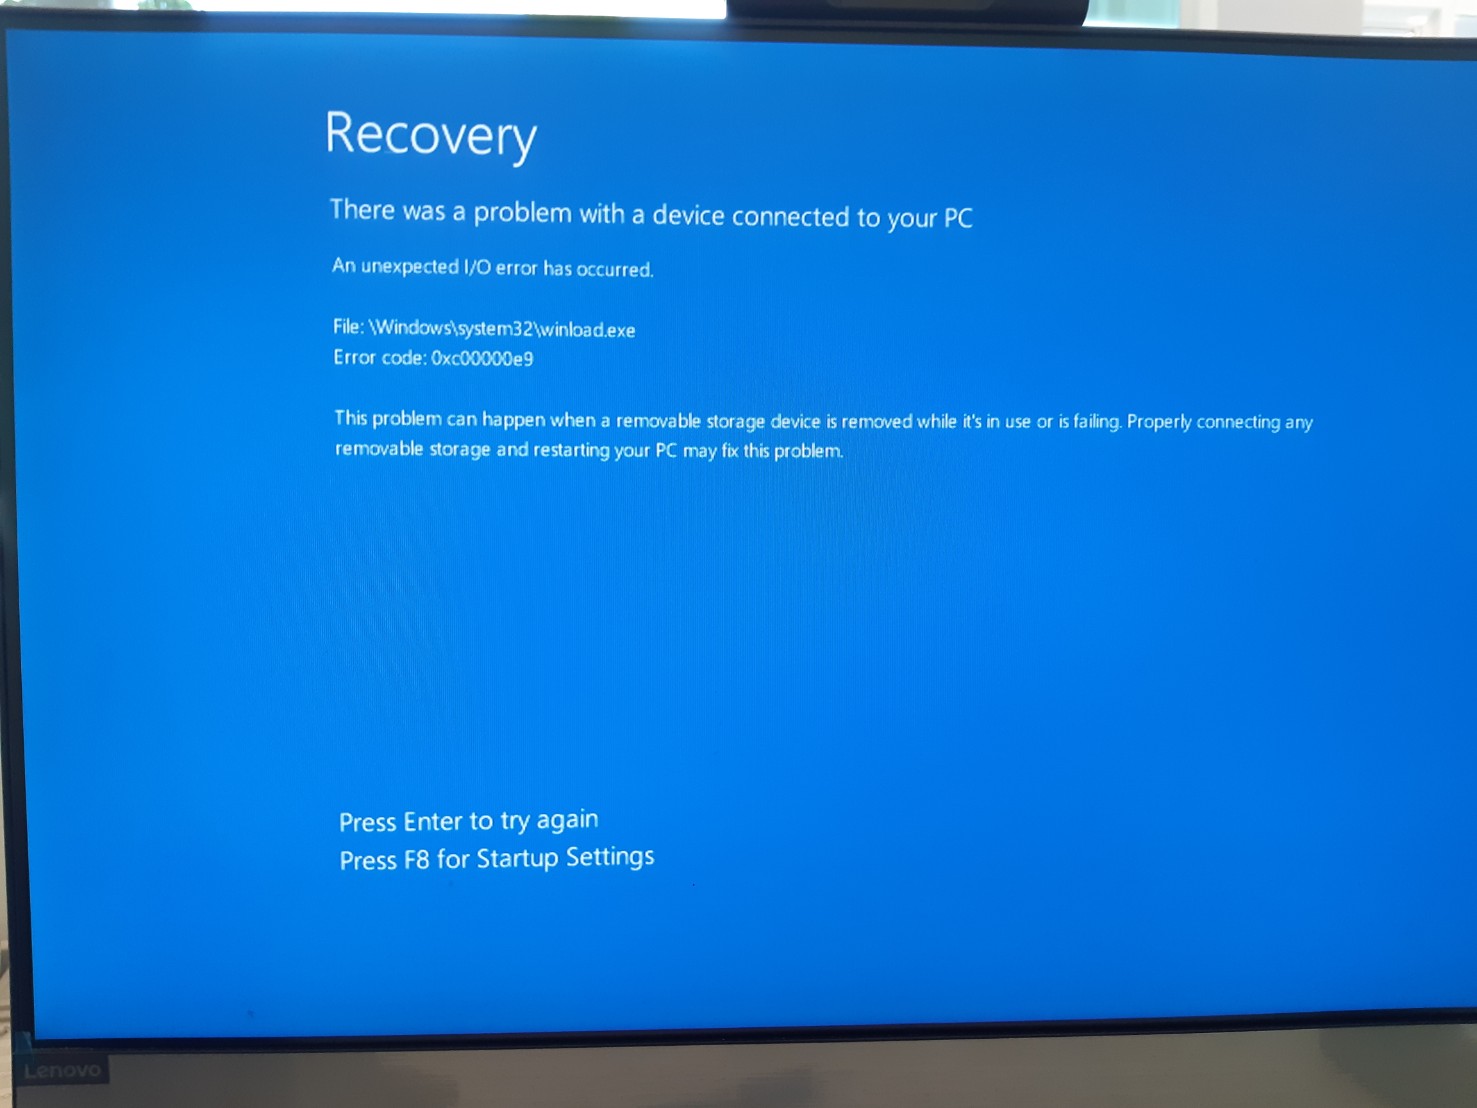 Recovery
There was a problem with a device connected to your PC
An unexpected I/O error has occurred.
File: \Windows\system32\winload.exe
Error code: 0xc00000e9
This problem can happen when a removable storage device is removed while it's in use or is failing. Properly connecting any
removable storage and restarting your PC may fix this problem.
Press Enter to try again
Press F8 for Startup Settings
Lenovo